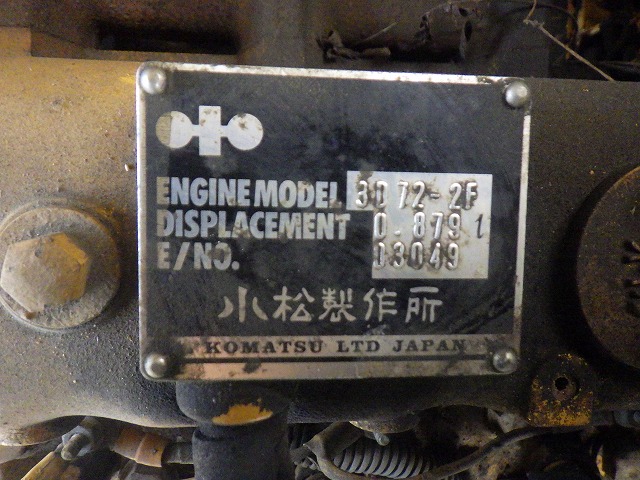 ENGINE MODEL 3D72-2F
DISPLACEMENT 0.879 l
E/NO. 03049
小松製作所
KOMATSU LTD JAPAN